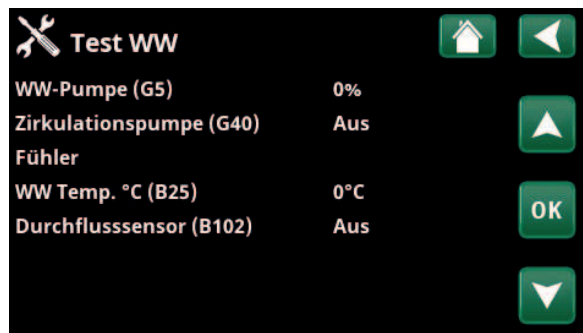 Test WW
WW-Pumpe (G5) 0%
Zirkulationspumpe (G40) Aus
Fühler
WW Temp. °C (B25) 0°C
OK
Durchflusssensor (B102) Aus